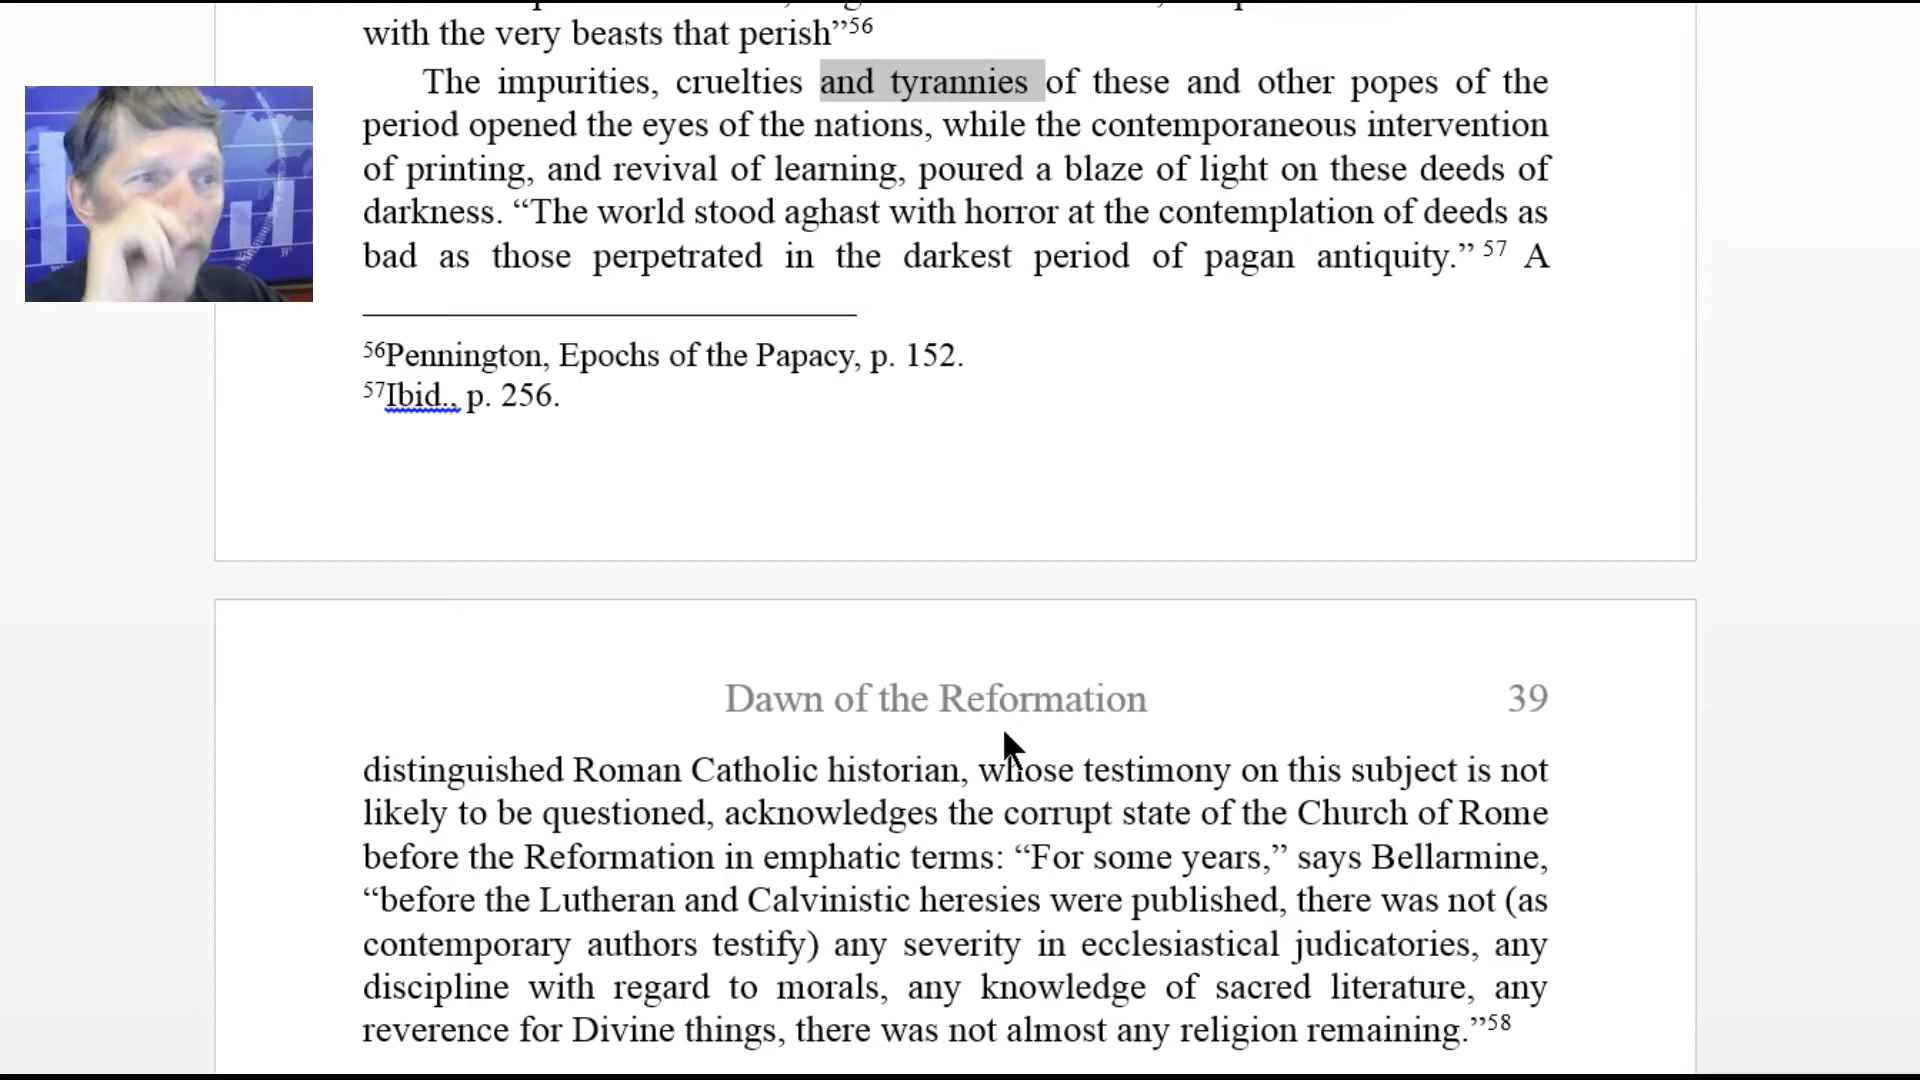 with the very beasts that perish”56
The impurities, cruelties and tyrannies of these and other popes of the
period opened the eyes of the nations, while the contemporaneous intervention
of printing, and revival of learning, poured a blaze of light on these deeds of
darkness. “The world stood aghast with horror at the contemplation of deeds as
bad as those perpetrated in the darkest period of pagan antiquity.” 57 A
56Pennington, Epochs of the Papacy, p. 152.
57Ibid., p. 256.
Dawn of the Reformation 39
distinguished Roman Catholic historian, whose testimony on this subject is not
likely to be questioned, acknowledges the corrupt state of the Church of Rome
before the Reformation in emphatic terms: “For some years,” says Bellarmine,
“before the Lutheran and Calvinistic heresies were published, there was not (as
contemporary authors testify) any severity in ecclesiastical judicatories, any
discipline with regard to morals, any knowledge of sacred literature, any
reverence for Divine things, there was not almost any religion remaining.”58